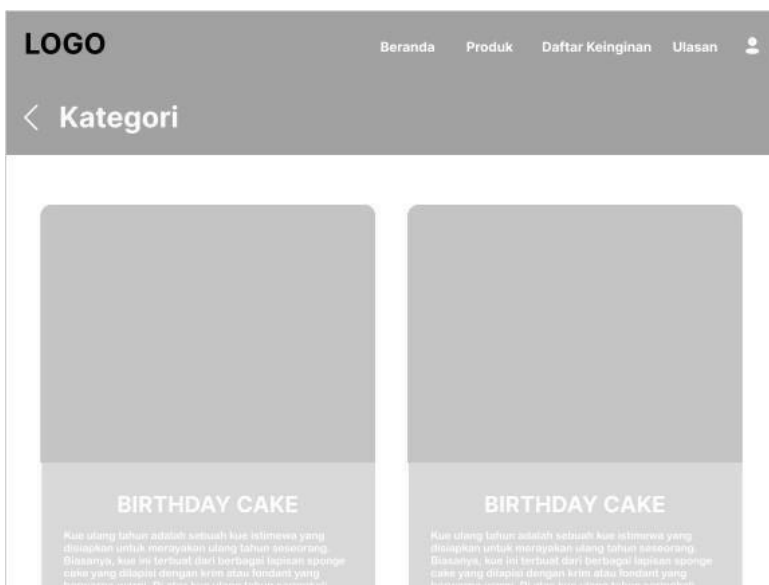 LOGO
Beranda Produk Daftar Keinginan Ulasan
Kategori
BIRTHDAY CAKE
Kue ulang tahun adalah sebuah kue istimewa yang
disiapkan untuk merayakan ulang tahun seseorang.
Biasanya, kue ini terbuat dari berbagai lapisan sponge
cake yang dilapisi dengan krim atau fondant yang
BIRTHDAY CAKE
Kue ulang tahun adalah sebuah kue istimewa yang
disiapkan untuk merayakan ulang tahun seseorang.
Biasanya, kue ini terbuat dari berbagai lapisan sponge
cake yang dilapisi dengan krim atau fondant yang